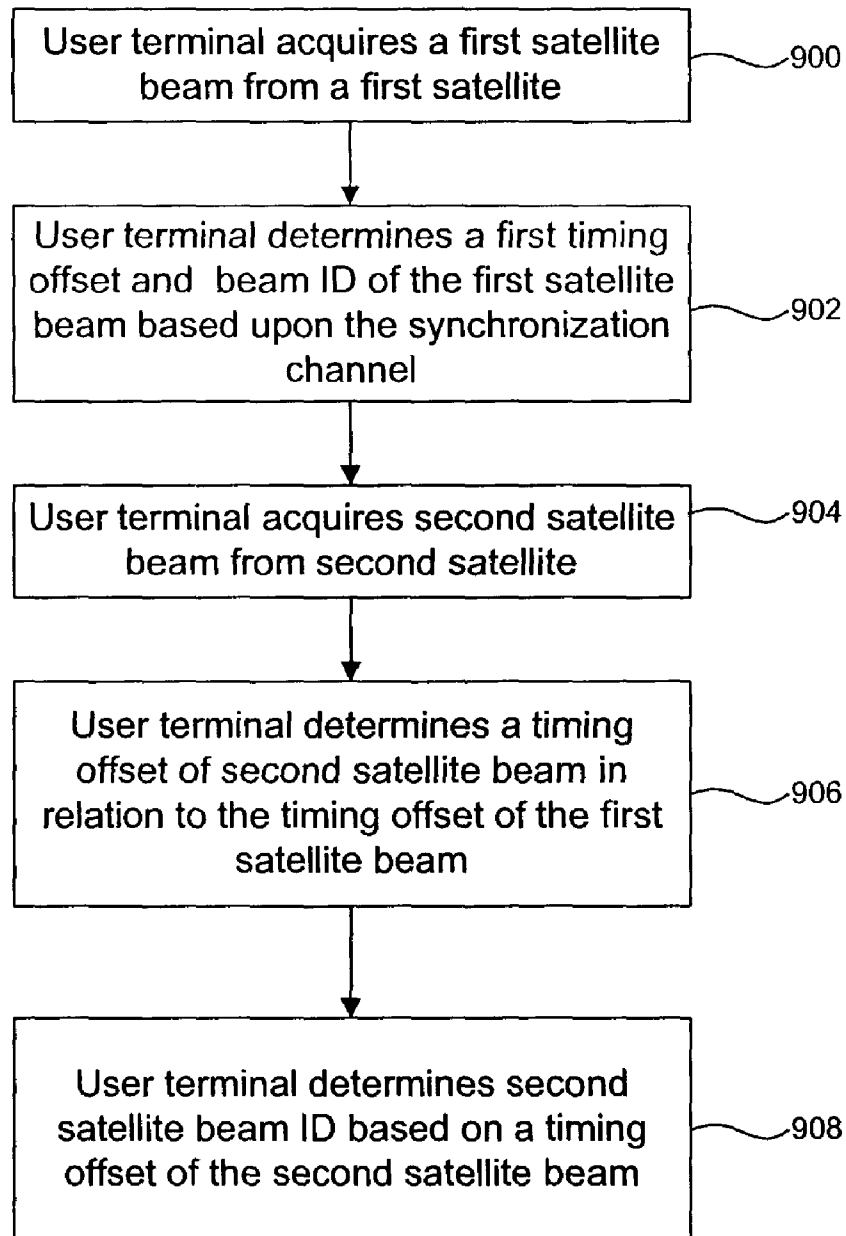 User terminal acquires a first satellite
beam from a first satellite
900
User terminal determines a first timing
offset and beam ID of the first satellite
beam based upon the synchronization
channel
902
User terminal acquires second satellite
beam from second satellite
904
User terminal determines a timing
offset of second satellite beam in
relation to the timing offset of the first
satellite beam
906
User terminal determines second
satellite beam ID based on a timing
offset of the second satellite beam
908